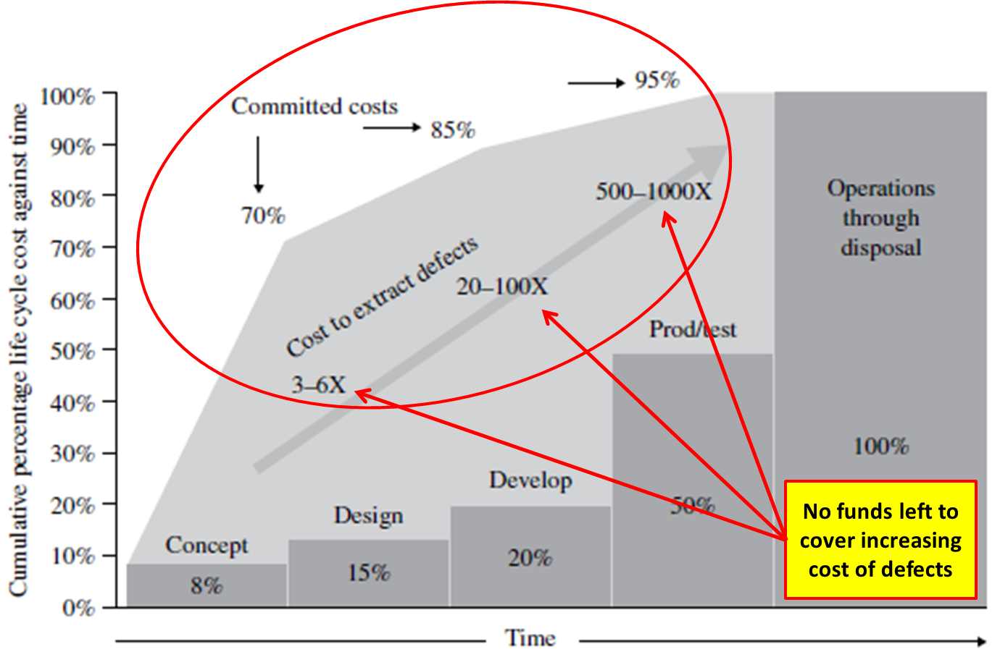 Cumulative percentage life cycle cost against time
100%
90%
80%
70%
60%
50%
40%
30%
20%
10%
0%
Committed costs
70%
85%
95%
Cost to extract defects
3–6X
20–100X
500–1000X
Concept
8%
Design
15%
Develop
20%
Prod/test
50%
Operations
through
disposal
100%
No funds left to
cover increasing
cost of defects
Time